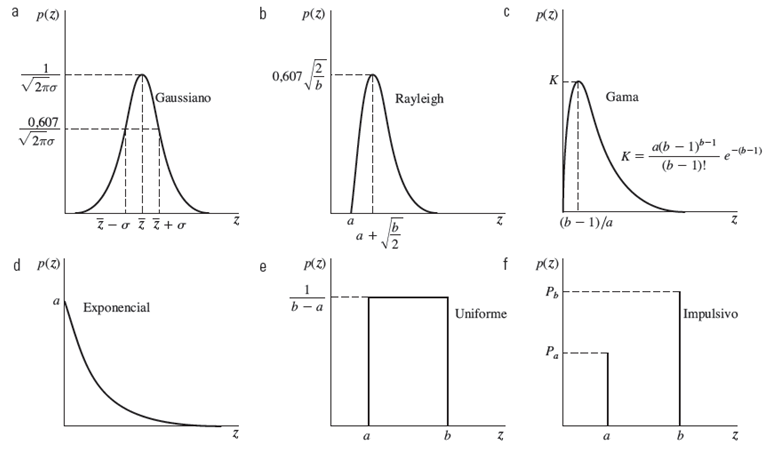 a p(z)
1/√2πσ
Gaussiano
0,607/√2πσ
z̅ − σ z̅ z̅ + σ z
b p(z)
0,607 √2/b
Rayleigh
a
a + √b/2
z
c p(z)
K
Gama
K = a(b − 1)^b−1/(b − 1)! e^−(b−1)
(b − 1)/a z
d p(z)
a
Exponencial
z
e p(z)
1/b − a
Uniforme
a b z
f p(z)
P_b
Impulsivo
P_a
a b z